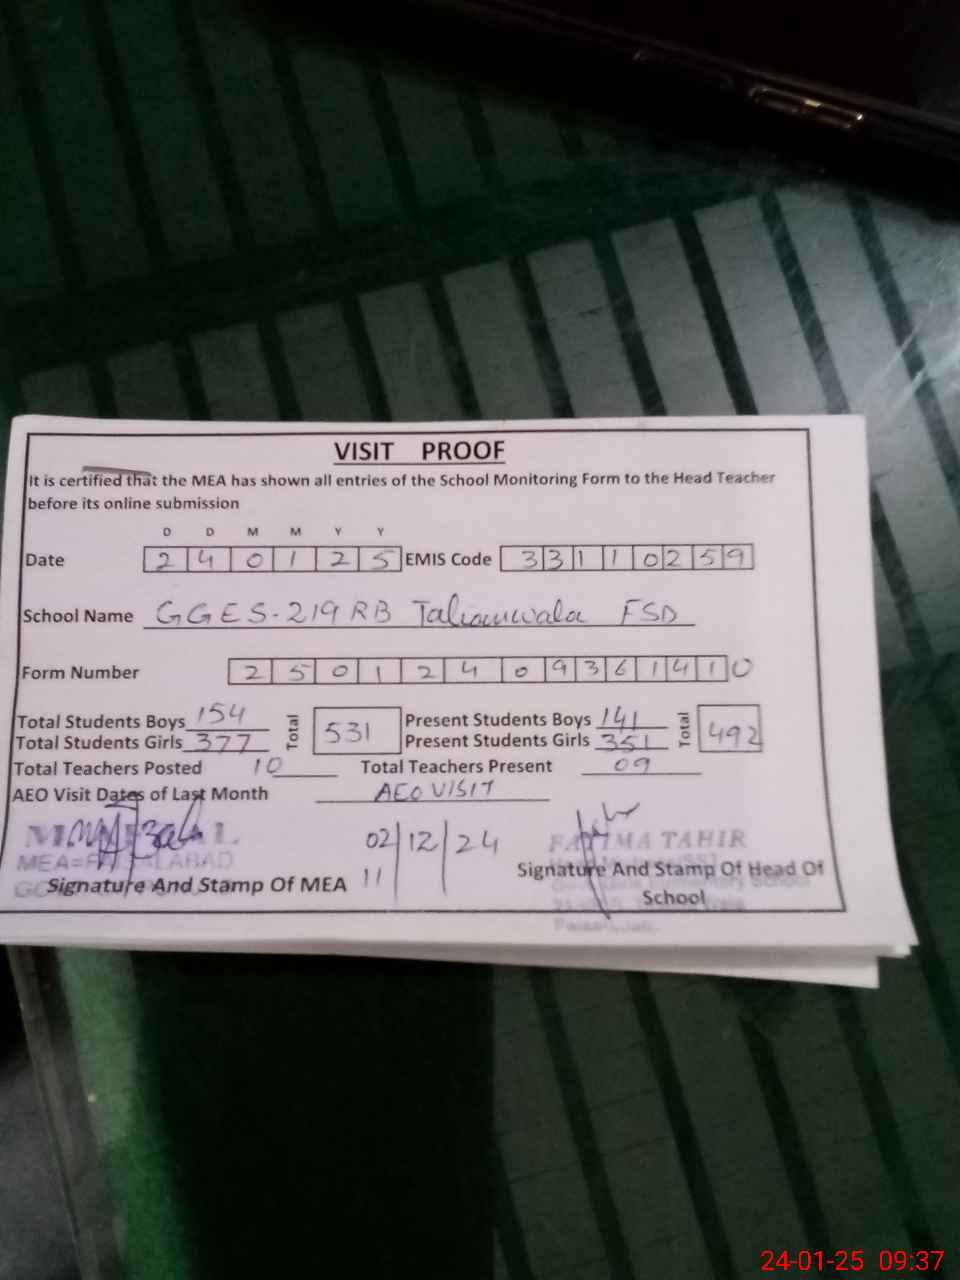 VISIT PROOF
It is certified that the MEA has shown all entries of the School Monitoring Form to the Head Teacher
before its online submission
D D M M Y Y
Date 2 4 0 1 2 5 EMIS Code 3 3 1 1 0 2 5 9
School Name GGES-219 RB Talianwala FSD
Form Number 2 5 0 1 2 4 0 9 3 6 1 4 1 0
Total Students Boys 154 Total 531 Present Students Boys 141 Total 492
Total Students Girls 377 Present Students Girls 351
Total Teachers Posted 10 Total Teachers Present 09
AEO Visit Dates of Last Month AEO VISIT
02/12/24
11
FATIMA TAHIR
MEA=FAISALABAD
Signature And Stamp Of MEA
Signature And Stamp Of Head Of
School
24-01-25 09:37